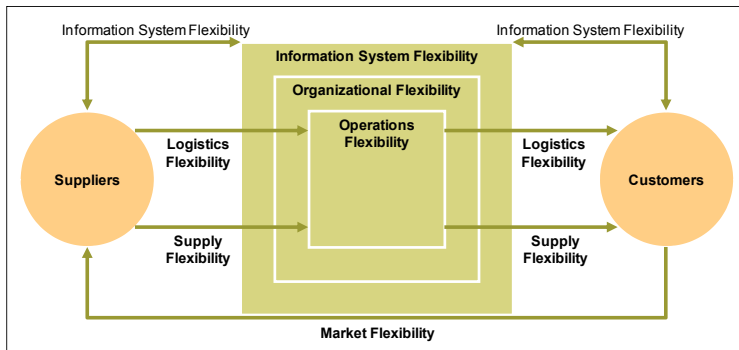 Information System Flexibility
Information System Flexibility
Information System Flexibility
Organizational Flexibility
Operations
Flexibility
Logistics
Flexibility
Logistics
Flexibility
Suppliers
Customers
Supply
Flexibility
Supply
Flexibility
Market Flexibility